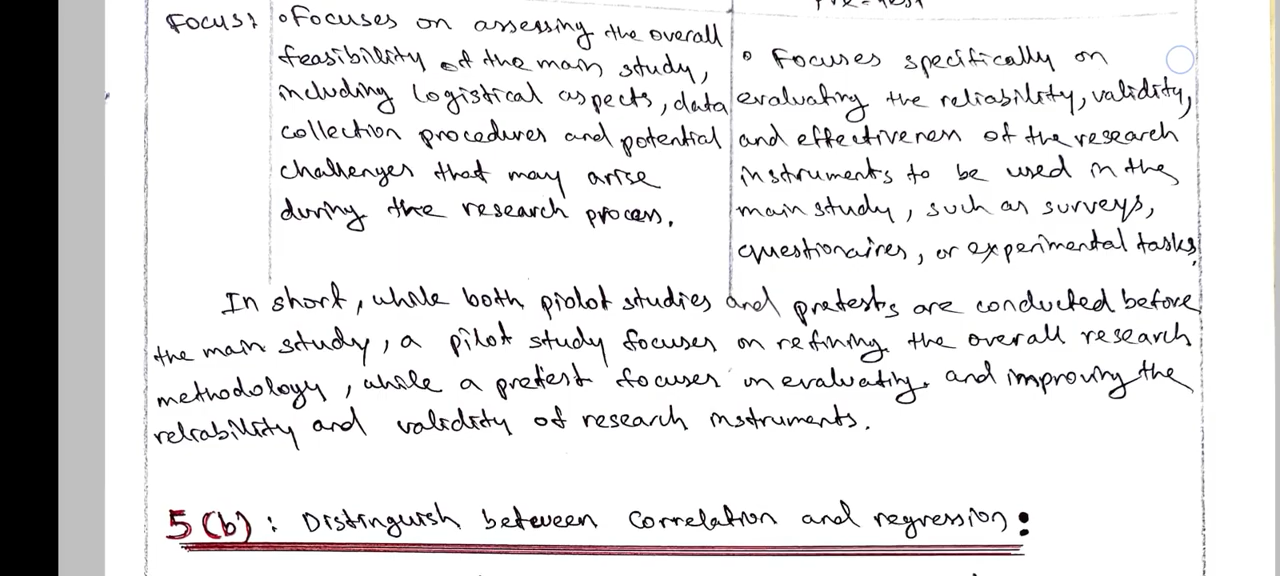 Pre-test
Focus: • Focuses on assessing the overall
feasibility of the main study,
including logistical aspects, data
collection procedures and potential
challenges that may arise
during the research process.
• Focuses specifically on
evaluating the reliability, validity,
and effectiveness of the research
instruments to be used in the
main study, such as surveys,
questionaires, or experimental tasks.
In short, while both piolot studies and pretests are conducted before
the main study, a pilot study focuses on refining the overall research
methodology, while a pretest focuses on evaluating and improving the
reliability and validity of research instruments.
5 (b): Distinguish between Correlation and regression: